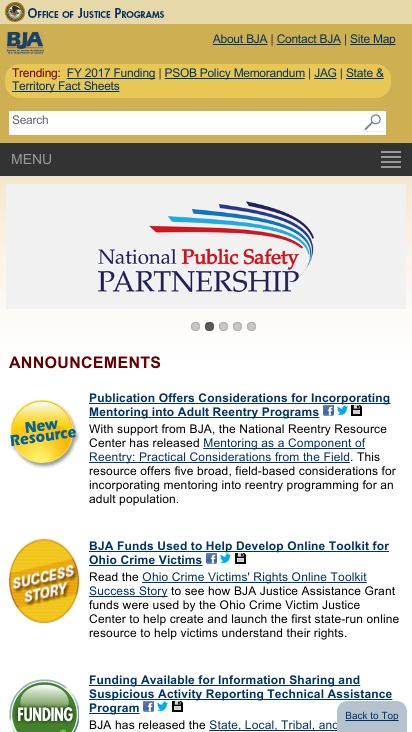 OFFICE OF JUSTICE PROGRAMS
BJA
About BJA | Contact BJA | Site Map
Trending: FY 2017 Funding | PSOB Policy Memorandum | JAG | State &
Territory Fact Sheets
Search
MENU
National Public Safety
PARTNERSHIP
ANNOUNCEMENTS
New
Resource
Publication Offers Considerations for Incorporating
Mentoring into Adult Reentry Programs
With support from BJA, the National Reentry Resource
Center has released Mentoring as a Component of
Reentry: Practical Considerations from the Field. This
resource offers five broad, field-based considerations for
incorporating mentoring into reentry programming for an
adult population.
SUCCESS
STORY
BJA Funds Used to Help Develop Online Toolkit for
Ohio Crime Victims
Read the Ohio Crime Victims' Rights Online Toolkit
Success Story to see how BJA Justice Assistance Grant
funds were used by the Ohio Crime Victim Justice
Center to help create and launch the first state-run online
resource to help victims understand their rights.
FUNDING
Funding Available for Information Sharing and
Suspicious Activity Reporting Technical Assistance
Program
BJA has released the State, Local, Tribal, and
Back to Top